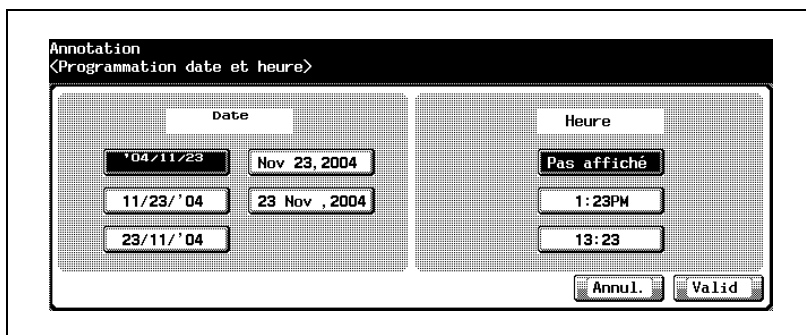 Annotation
<Programmation date et heure>
Date
Heure
'04/11/23
Nov 23,2004
Pas affiché
11/23/'04
23 Nov ,2004
1:23PM
23/11/'04
13:23
Annul.
Valid